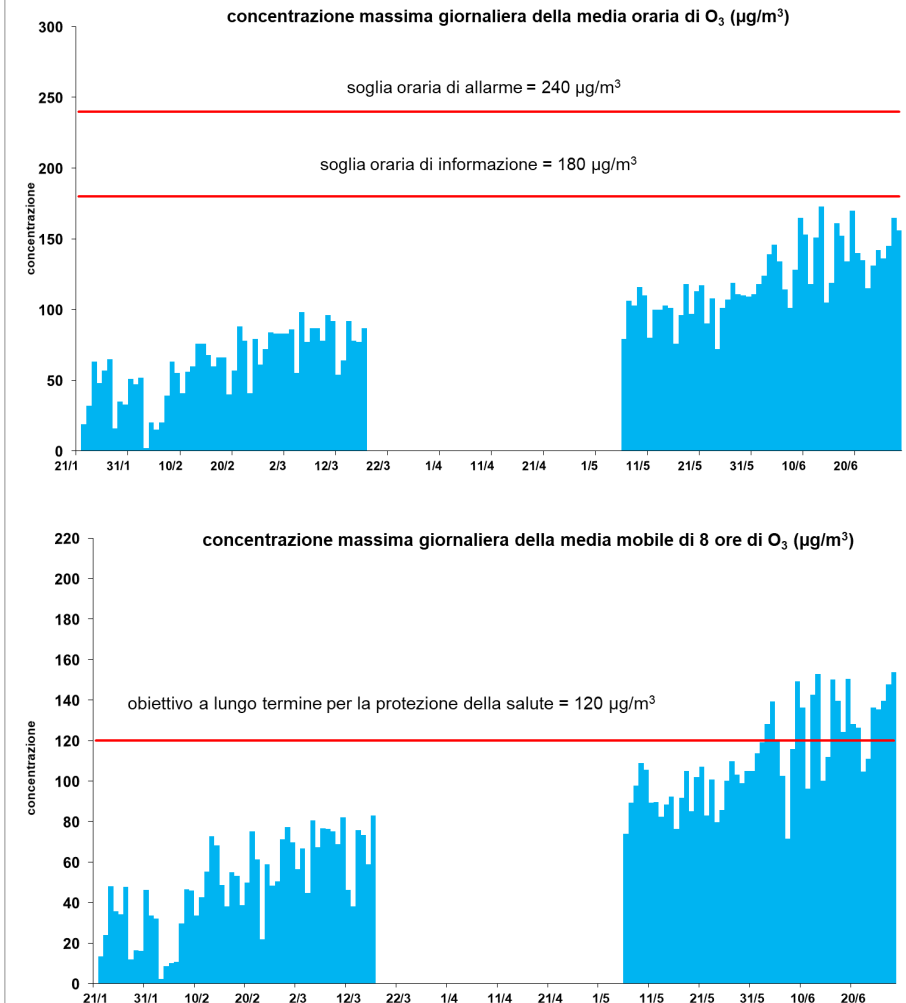 concentrazione massima giornaliera della media oraria di O₃ (µg/m³)
300
soglia oraria di allarme = 240 µg/m³
250
200
soglia oraria di informazione = 180 µg/m³
concentrazione
150
100
50
0
21/1 31/1 10/2 20/2 2/3 12/3 22/3 1/4 11/4 21/4 1/5 11/5 21/5 31/5 10/6 20/6
concentrazione massima giornaliera della media mobile di 8 ore di O₃ (µg/m³)
220
200
180
160
140
obiettivo a lungo termine per la protezione della salute = 120 µg/m³
120
concentrazione
100
80
60
40
20
0
21/1 31/1 10/2 20/2 2/3 12/3 22/3 1/4 11/4 21/4 1/5 11/5 21/5 31/5 10/6 20/6